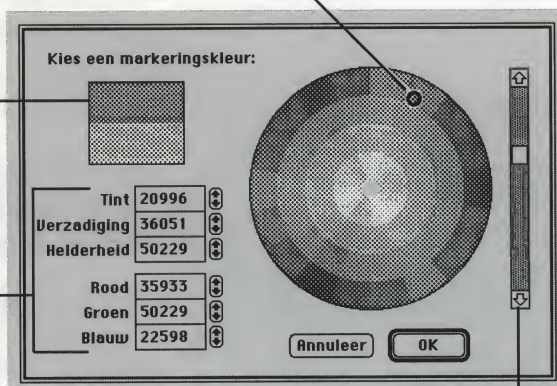 Kies een markeringskleur:
Tint 20996
Verzadiging 36051
Helderheid 50229
Rood 35933
Groen 50229
Blauw 22598
Annuleer OK